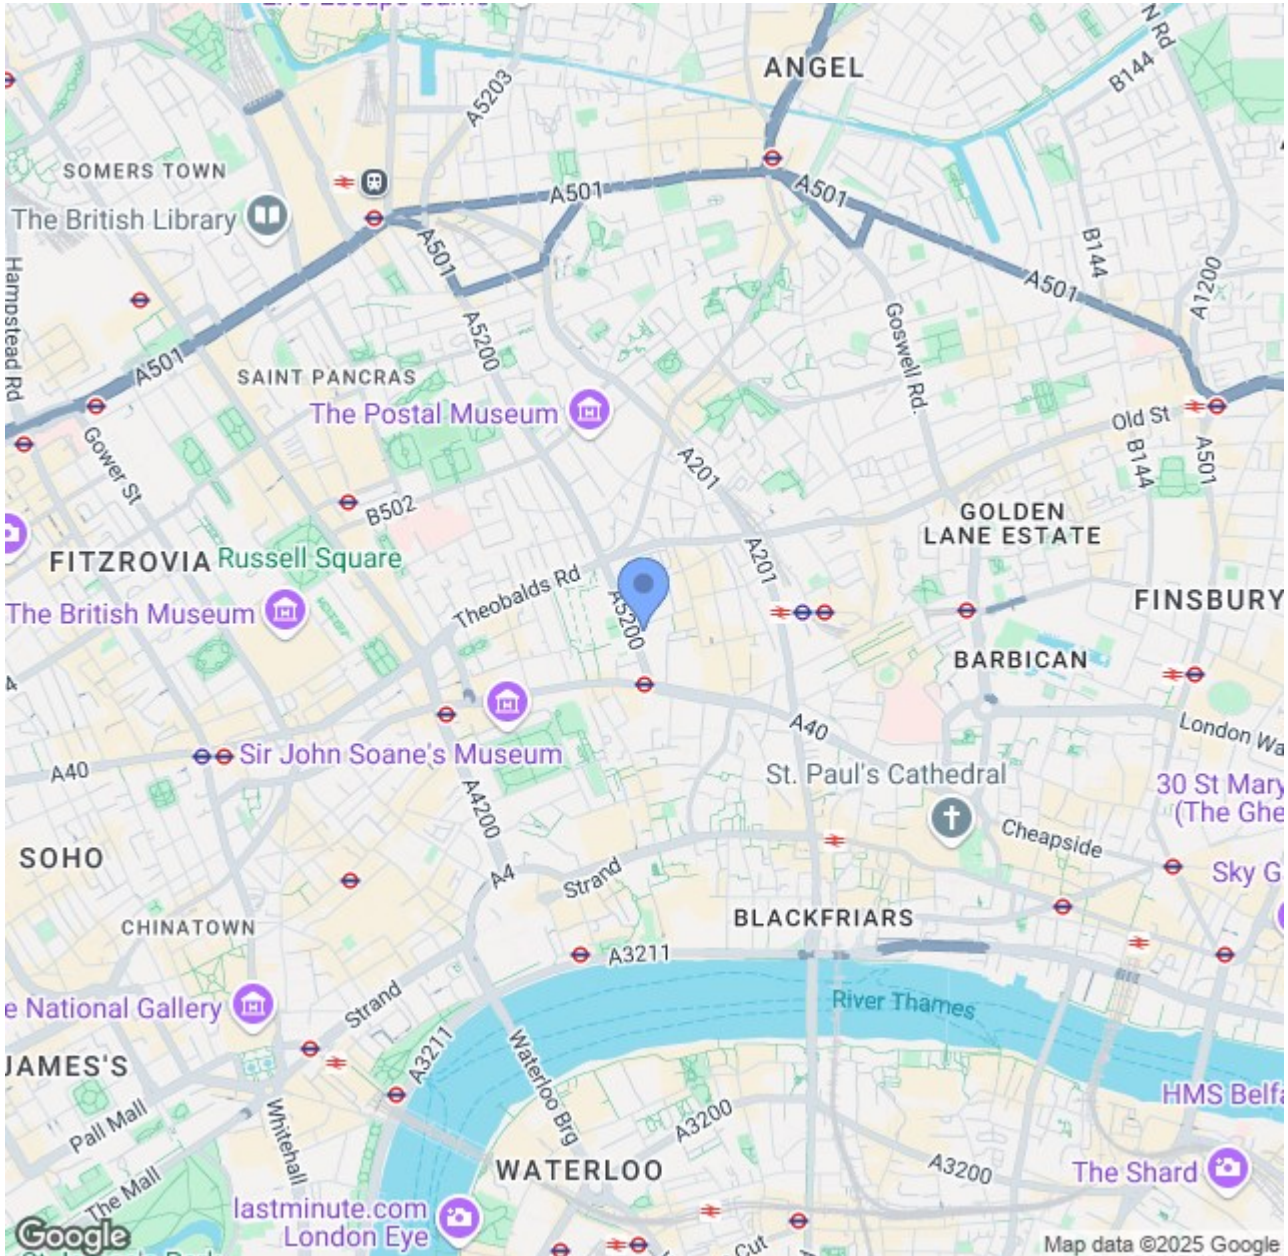 ANGEL
N Rd
B144
A5203
SOMERS TOWN
A501
A501
The British Library
A501
B144
A1200
Hampstead Rd
A501
A501
A5200
Goswell Rd.
SAINT PANCRAS
The Postal Museum
Old St
Gower St
A201
B144
A501
B502
GOLDEN
LANE ESTATE
FITZROVIA
Russell Square
A201
Theobalds Rd
A5200
The British Museum
FINSBURY
BARBICAN
A40
London Wa
Sir John Soane's Museum
A40
St. Paul's Cathedral
30 St Mary
(The Ghe
A4200
Cheapside
SOHO
A4
Strand
Sky G
CHINATOWN
BLACKFRIARS
A3211
e National Gallery
Strand
River Thames
A3211
Waterloo Brg
JAMES'S
HMS Belfa
Pall Mall
Whitehall
A3200
A3200
WATERLOO
The Shard
The Mall
lastminute.com
London Eye
Cut
Google
Map data ©2025 Google